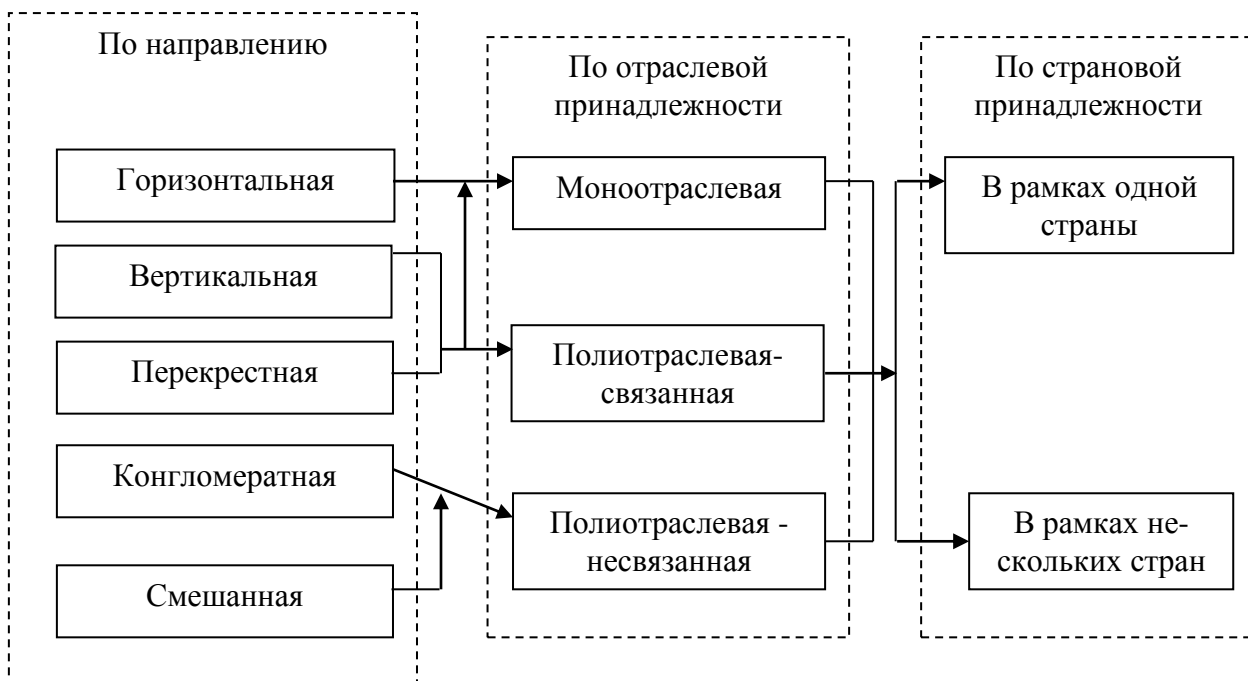 По направлению
Горизонтальная
Вертикальная
Перекрестная
Конгломератная
Смешанная
По отраслевой
принадлежности
Моноотраслевая
Полиотраслевая-
связанная
Полиотраслевая -
несвязанная
По страновой
принадлежности
В рамках одной
страны
В рамках не-
скольких стран